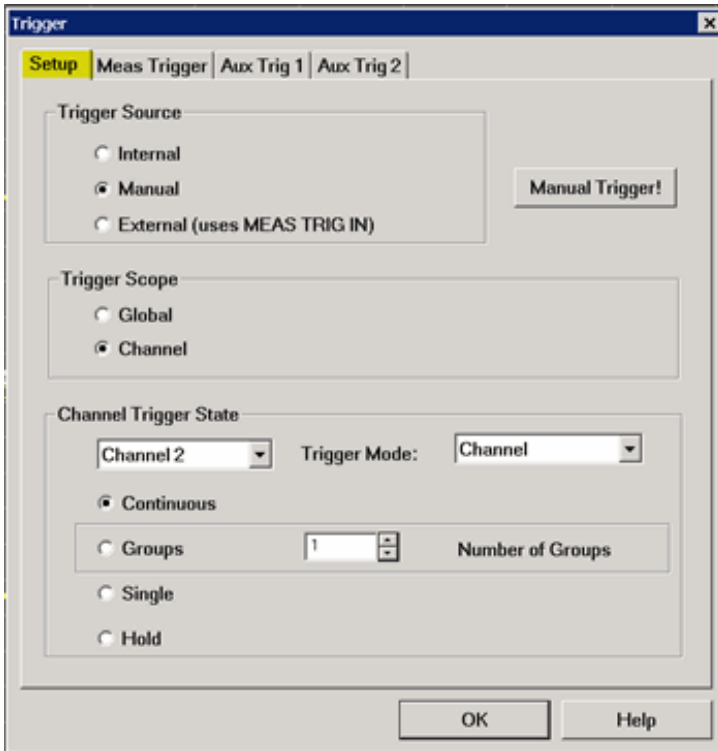 Trigger
Setup Meas Trigger Aux Trig 1 Aux Trig 2
Trigger Source
Internal
Manual
Manual Trigger!
External (uses MEAS TRIG IN)
Trigger Scope
Global
Channel
Channel Trigger State
Channel 2 Trigger Mode: Channel
Continuous
Groups 1 Number of Groups
Single
Hold
OK Help